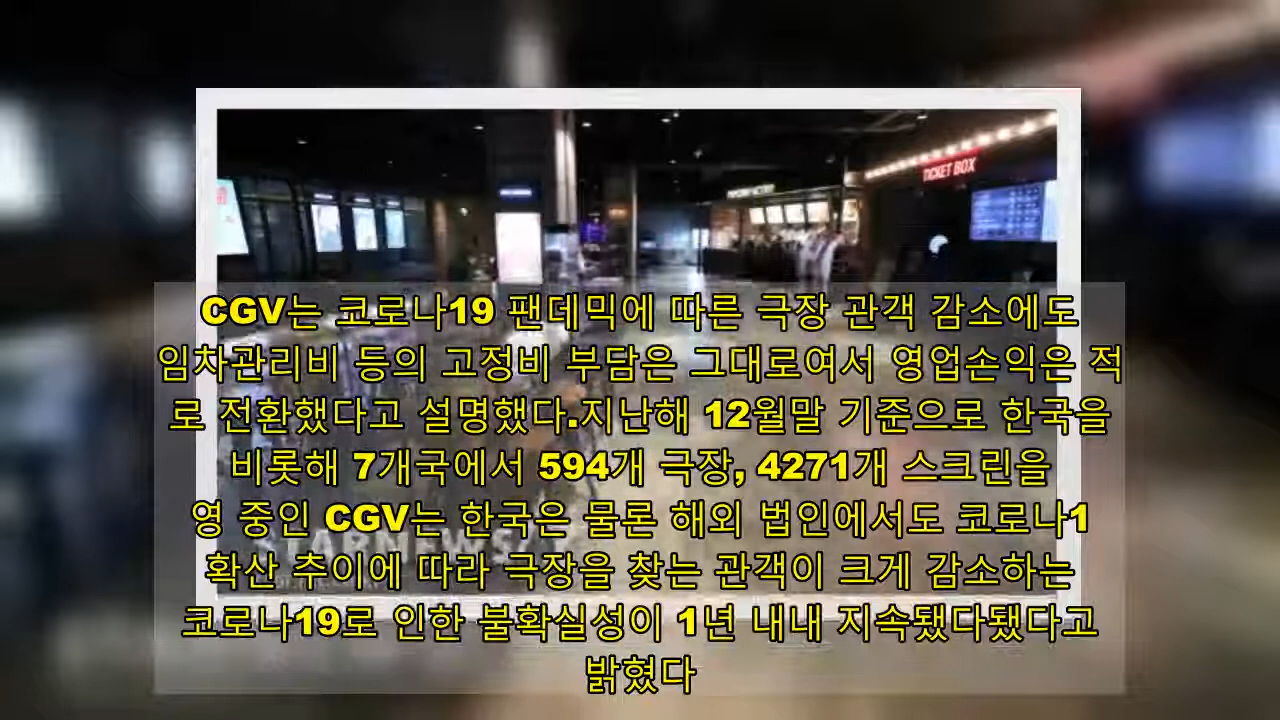 TICKET BOX
CGV는 코로나19 팬데믹에 따른 극장 관객 감소에도
임차관리비 등의 고정비 부담은 그대로여서 영업손익은 적
로 전환했다고 설명했다.지난해 12월말 기준으로 한국을
비롯해 7개국에서 594개 극장, 4271개 스크린을
영 중인 CGV는 한국은 물론 해외 법인에서도 코로나1
확산 추이에 따라 극장을 찾는 관객이 크게 감소하는
코로나19로 인한 불확실성이 1년 내내 지속됐다됐다고
밝혔다